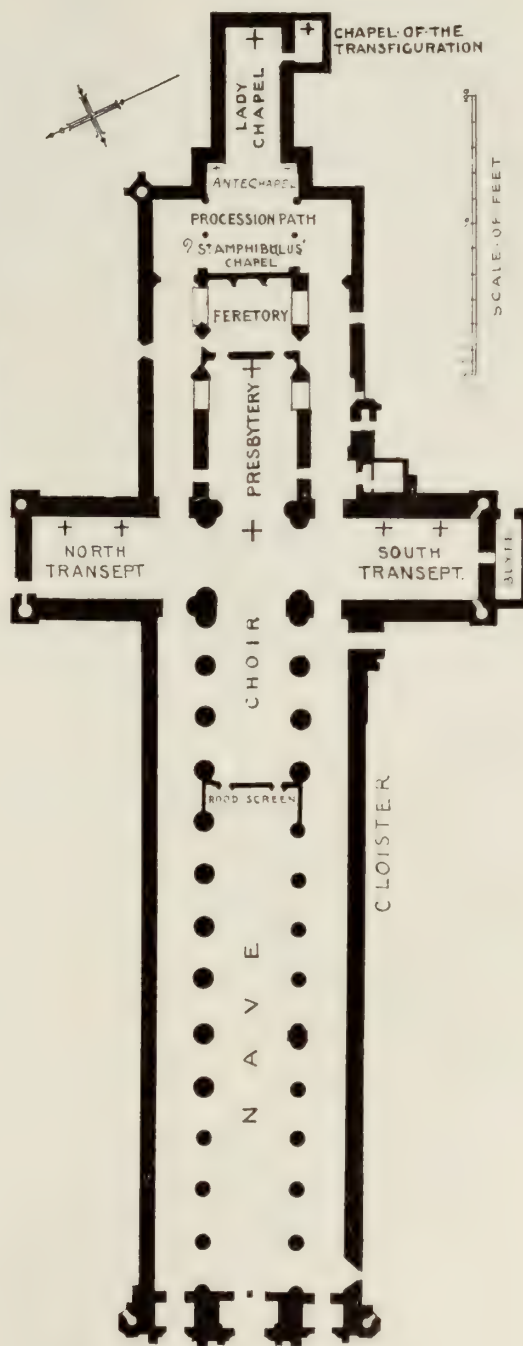 CHAPEL·OF·THE
TRANSFIGURATION
LADY
CHAPEL
ANTECHAPEL
PROCESSION PATH
? ST AMPHIBULUS'
CHAPEL
FERETORY
SCALE·OF·FEET
PRESBYTERY
NORTH
TRANSEPT
SOUTH
TRANSEPT.
CHOIR
ROOD SCREEN
CLOISTER
NAVE